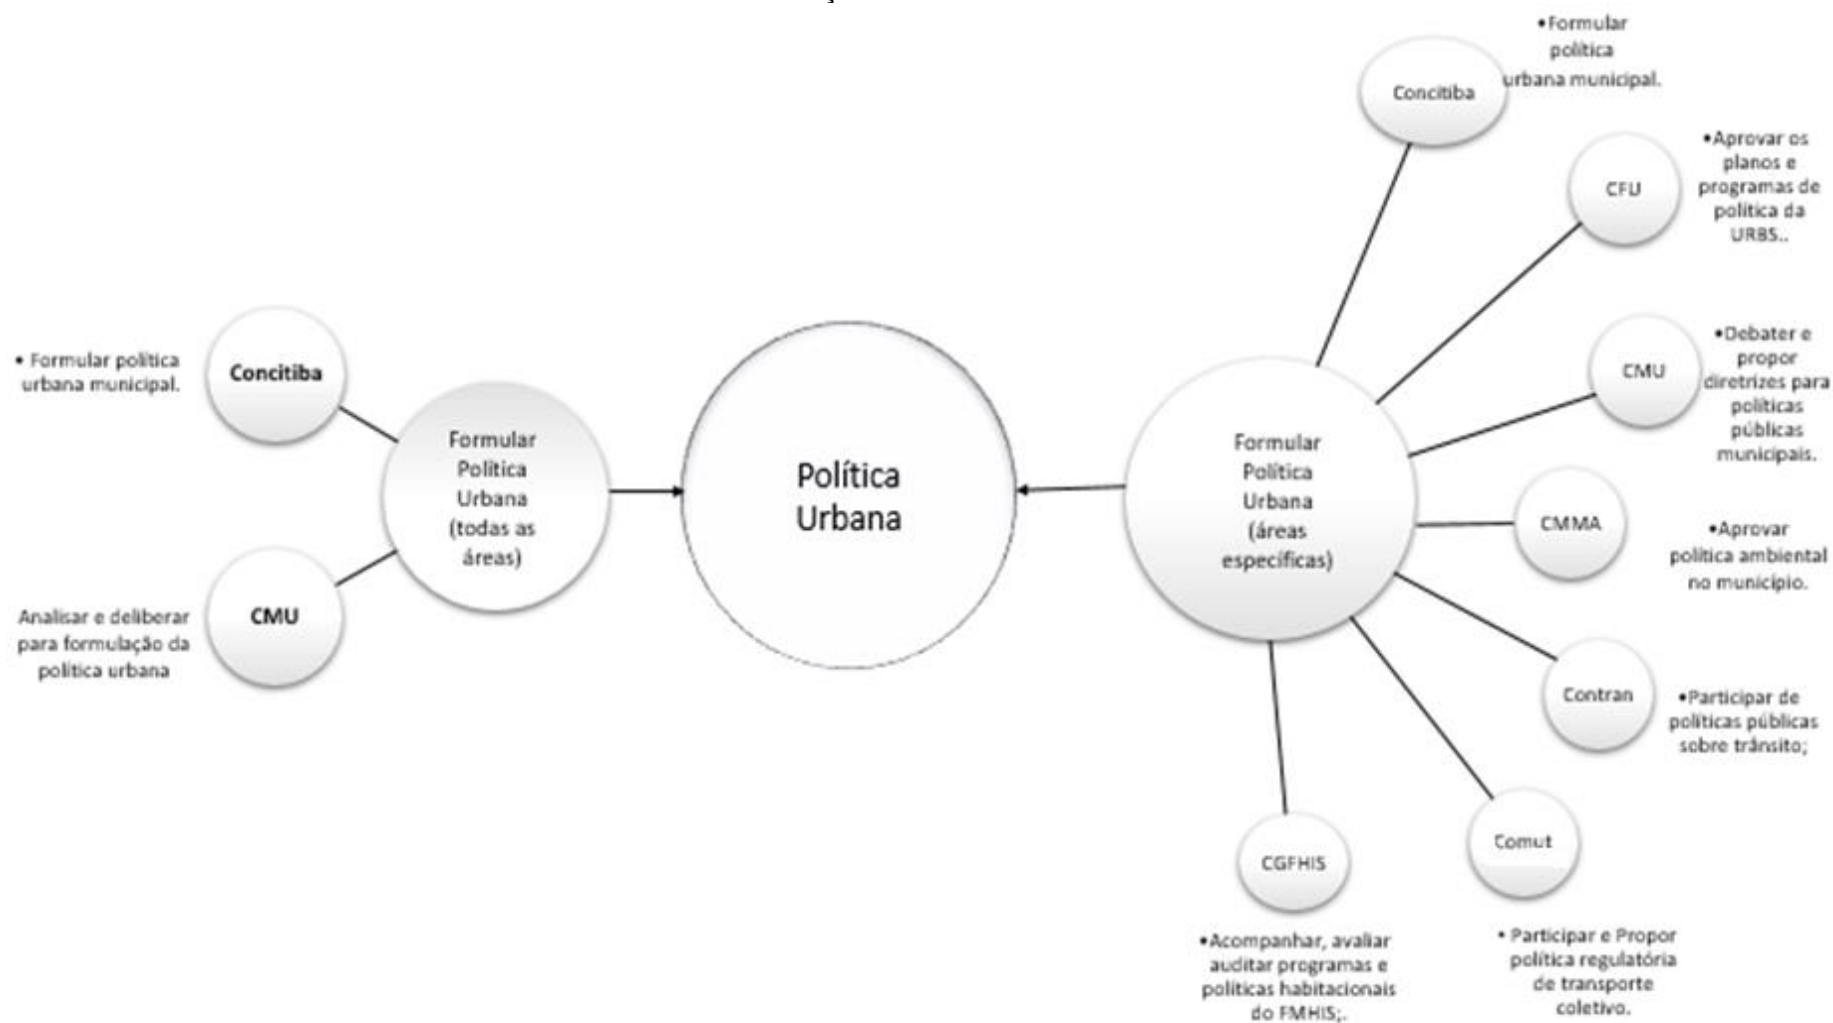 • Formular política
urbana municipal.
Concitiba
Formular
Política
Urbana
(todas as
áreas)
CMU
Analisar e deliberar
para formulação da
política urbana
Política
Urbana
Formular
Política
Urbana
(áreas
específicas)
Concitiba
•Formular
política
urbana municipal.
CFU
•Aprovar os
planos e
programas de
política da
URBS..
CMU
•Debater e
propor
diretrizes para
políticas
públicas
municipais.
CMMA
•Aprovar
política ambiental
no município.
Contran
•Participar de
políticas públicas
sobre trânsito;
Comut
• Participar e Propor
política regulatória
de transporte
coletivo.
CGFHIS
•Acompanhar, avaliar
auditar programas e
políticas habitacionais
do FMHIS;.